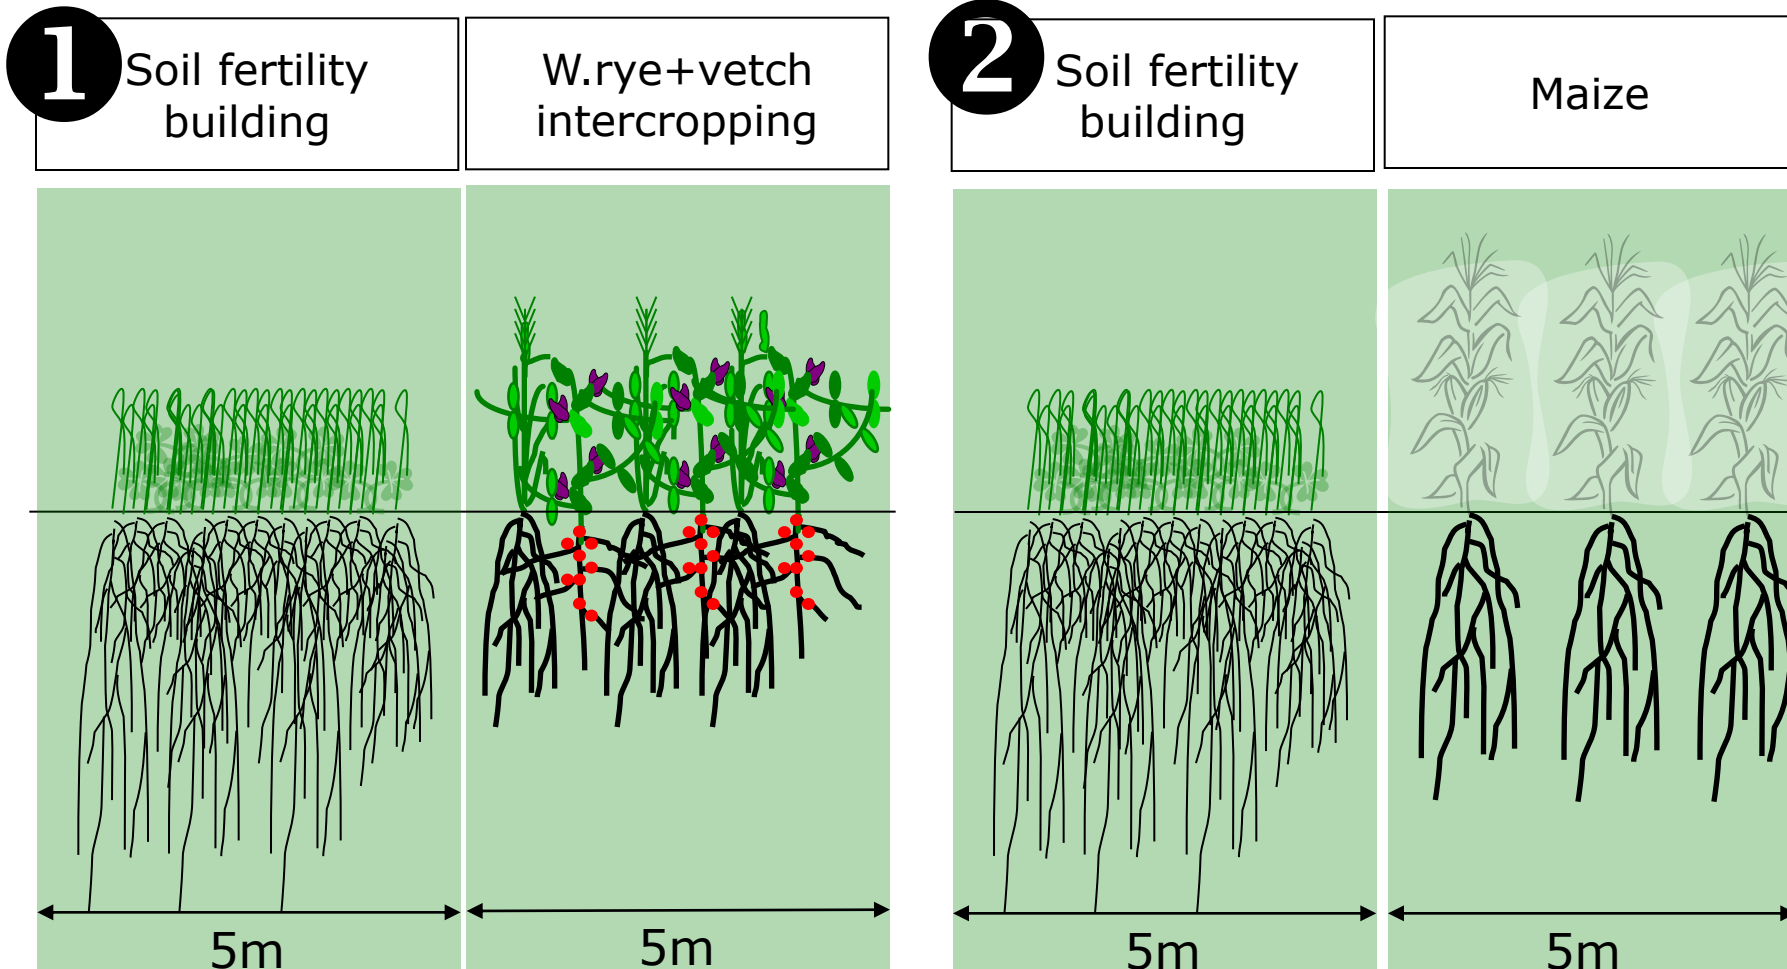 1
Soil fertility
building
W.rye+vetch
intercropping
2
Soil fertility
building
Maize
5m
5m
5m
5m